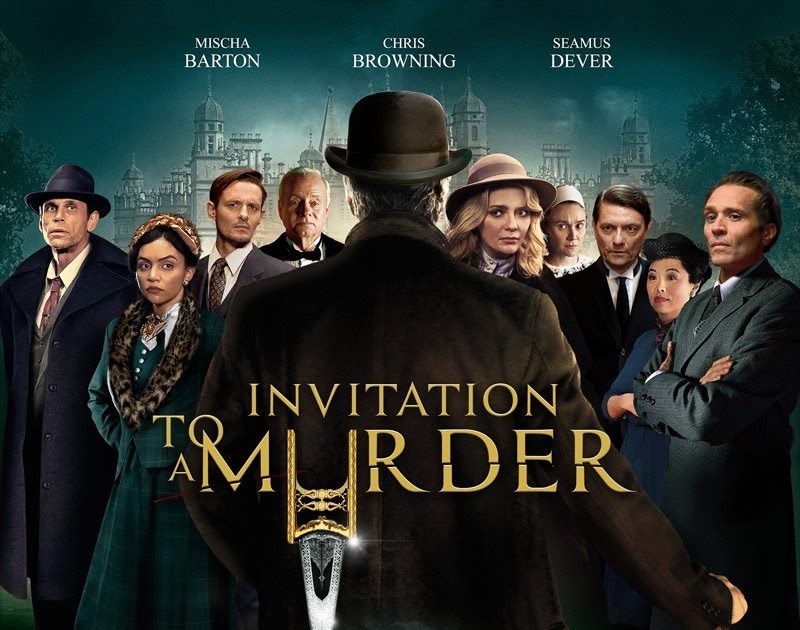 MISCHA
BARTON
CHRIS
BROWNING
SEAMUS
DEVER
INVITATION
TO
A MURDER